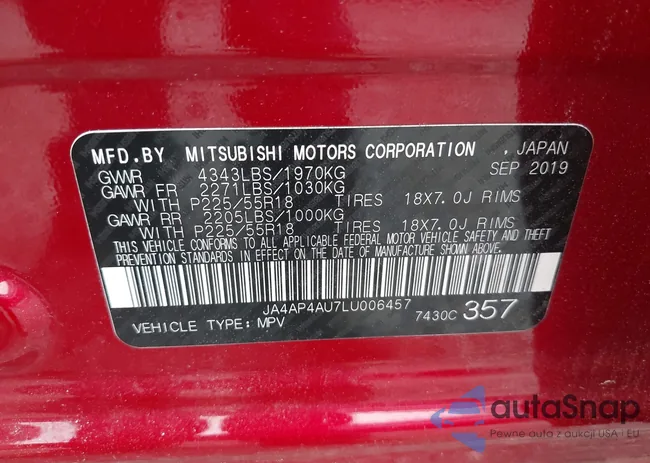 MFD.BY MITSUBISHI MOTORS CORPORATION . JAPAN
GVWR 4343LBS/1970KG SEP 2019
GAWR FR 2271LBS/1030KG
WITH P225/55R18 TIRES 18X7.0J RIMS
GAWR RR 2205LBS/1000KG
WITH P225/55R18 TIRES 18X7.0J RIMS
THIS VEHICLE CONFORMS TO ALL APPLICABLE FEDERAL MOTOR VEHICLE SAFETY AND THEFT
PREVENTION STANDARDS IN EFFECT ON THE DATE OF MANUFACTURE SHOWN ABOVE.
JA4AP4AU7LU006457
VEHICLE TYPE: MPV 7430C 357
autaSnap
Pewne auta z aukcji USA i EU